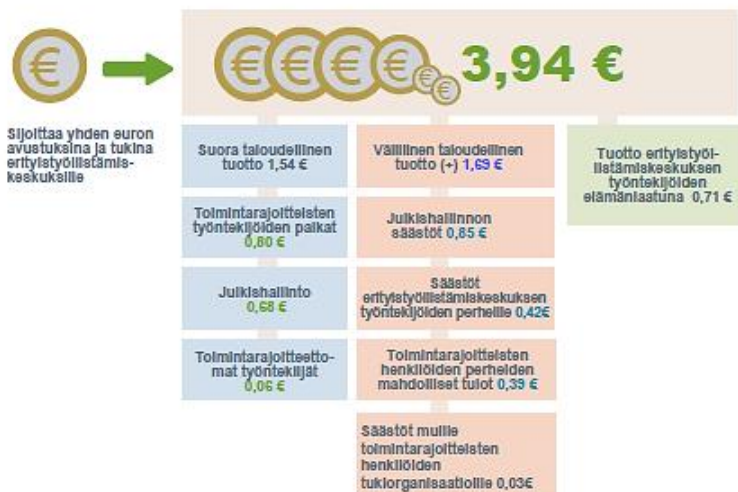 €
€ € € € € € 3,94 €
Sijoittaa yhden euron
avustuksina ja tukina
erityistyöllistämis-
keskuksille
Suora taloudellinen
tuotto 1,54 €
Toimintarajoitteisten
työntekijöiden palkat
0,80 €
Julkishallinto
0,68 €
Toimintarajoitteetto-
mat työntekijät
0,06 €
Välillinen taloudellinen
tuotto (+) 1,69 €
Julkishallinnon
säästöt 0,85 €
Säästöt
erityistyöllistämiskeskuksen
työntekijöiden perheille 0,42€
Toimintarajoitteisten
henkilöiden perheiden
mahdolliset tulot 0,39 €
Säästöt muille
toimintarajoitteisten
henkilöiden
tukiorganisaatioille 0,03€
Tuotto erityistyöl-
listämiskeskuksen
työntekijöiden
elämänlaatuna 0,71 €